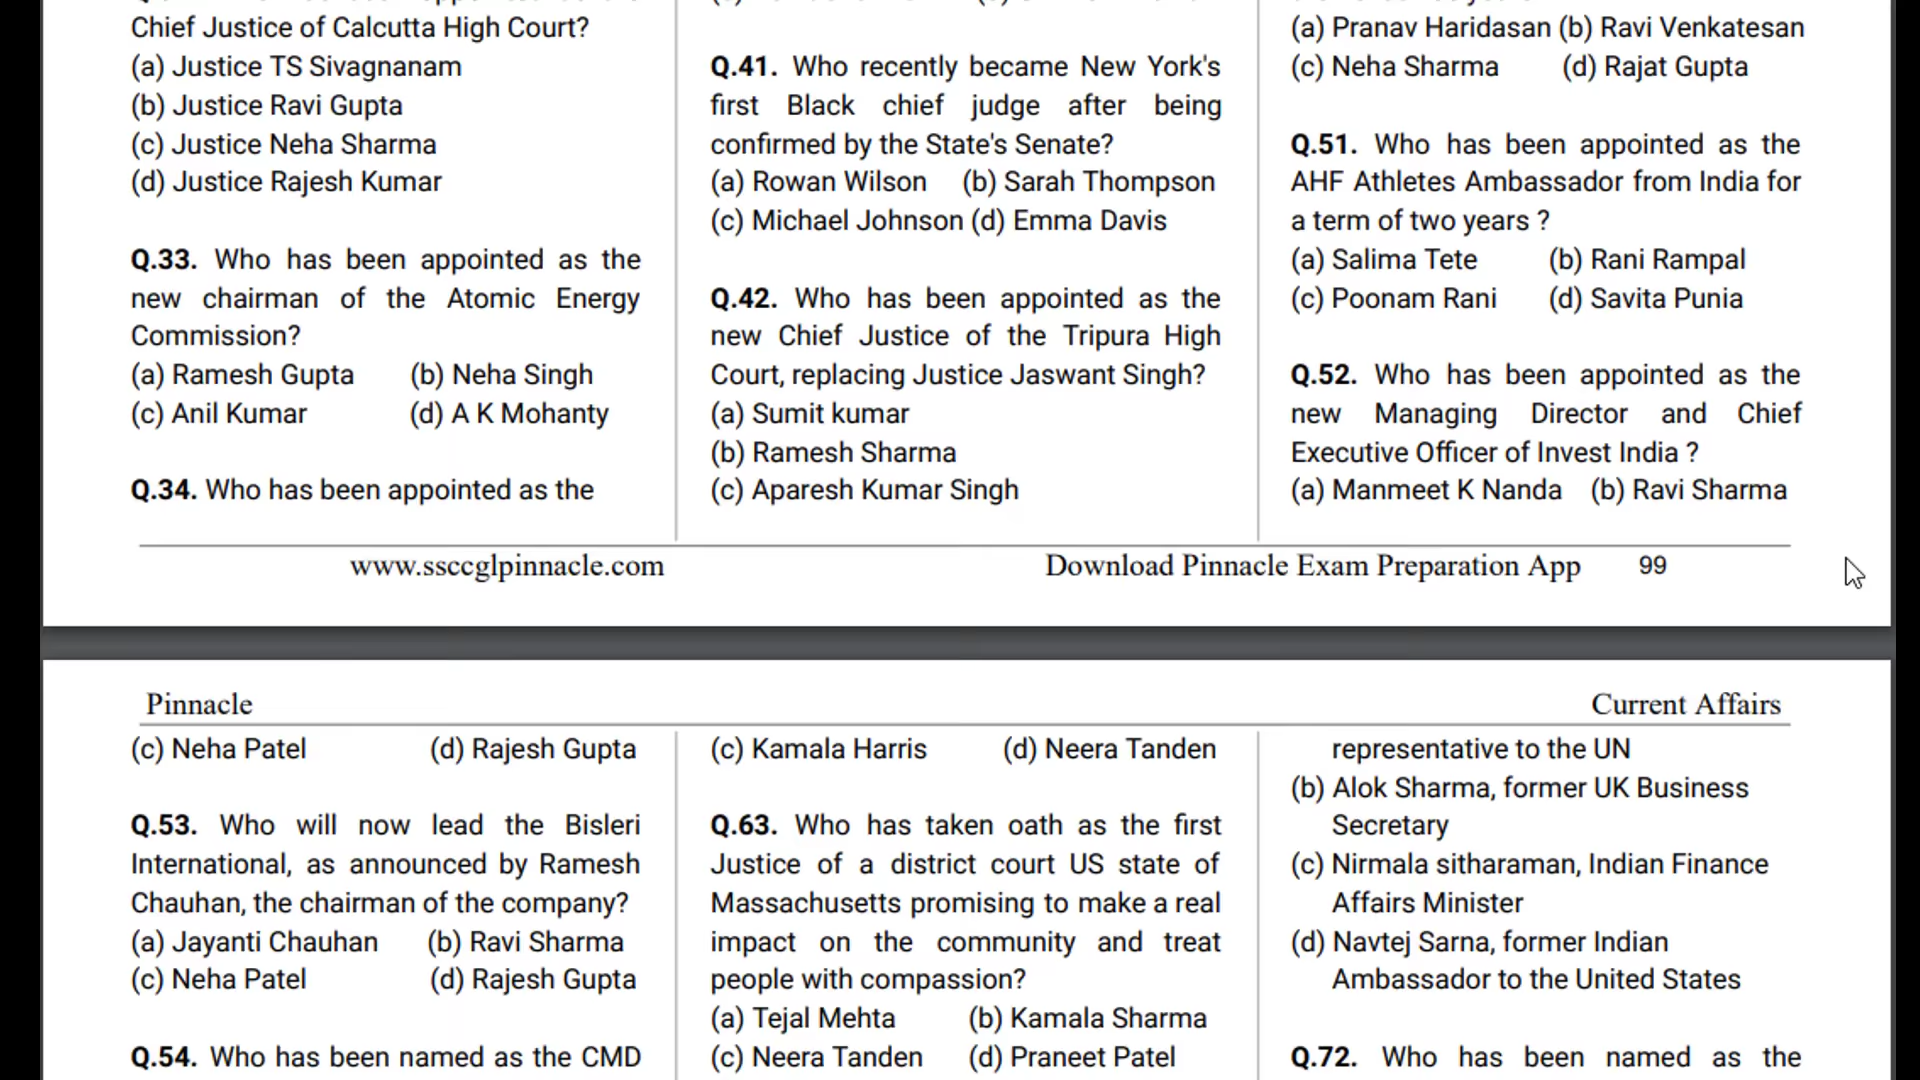 Chief Justice of Calcutta High Court?
(a) Justice TS Sivagnanam
(b) Justice Ravi Gupta
(c) Justice Neha Sharma
(d) Justice Rajesh Kumar
Q.33. Who has been appointed as the
new chairman of the Atomic Energy
Commission?
(a) Ramesh Gupta (b) Neha Singh
(c) Anil Kumar (d) A K Mohanty
Q.34. Who has been appointed as the
Q.41. Who recently became New York's
first Black chief judge after being
confirmed by the State's Senate?
(a) Rowan Wilson (b) Sarah Thompson
(c) Michael Johnson (d) Emma Davis
Q.42. Who has been appointed as the
new Chief Justice of the Tripura High
Court, replacing Justice Jaswant Singh?
(a) Sumit kumar
(b) Ramesh Sharma
(c) Aparesh Kumar Singh
(a) Pranav Haridasan (b) Ravi Venkatesan
(c) Neha Sharma (d) Rajat Gupta
Q.51. Who has been appointed as the
AHF Athletes Ambassador from India for
a term of two years ?
(a) Salima Tete (b) Rani Rampal
(c) Poonam Rani (d) Savita Punia
Q.52. Who has been appointed as the
new Managing Director and Chief
Executive Officer of Invest India ?
(a) Manmeet K Nanda (b) Ravi Sharma
www.ssccglpinnacle.com Download Pinnacle Exam Preparation App 99
Pinnacle Current Affairs
(c) Neha Patel (d) Rajesh Gupta
Q.53. Who will now lead the Bisleri
International, as announced by Ramesh
Chauhan, the chairman of the company?
(a) Jayanti Chauhan (b) Ravi Sharma
(c) Neha Patel (d) Rajesh Gupta
Q.54. Who has been named as the CMD
(c) Kamala Harris (d) Neera Tanden
Q.63. Who has taken oath as the first
Justice of a district court US state of
Massachusetts promising to make a real
impact on the community and treat
people with compassion?
(a) Tejal Mehta (b) Kamala Sharma
(c) Neera Tanden (d) Praneet Patel
representative to the UN
(b) Alok Sharma, former UK Business
Secretary
(c) Nirmala sitharaman, Indian Finance
Affairs Minister
(d) Navtej Sarna, former Indian
Ambassador to the United States
Q.72. Who has been named as the